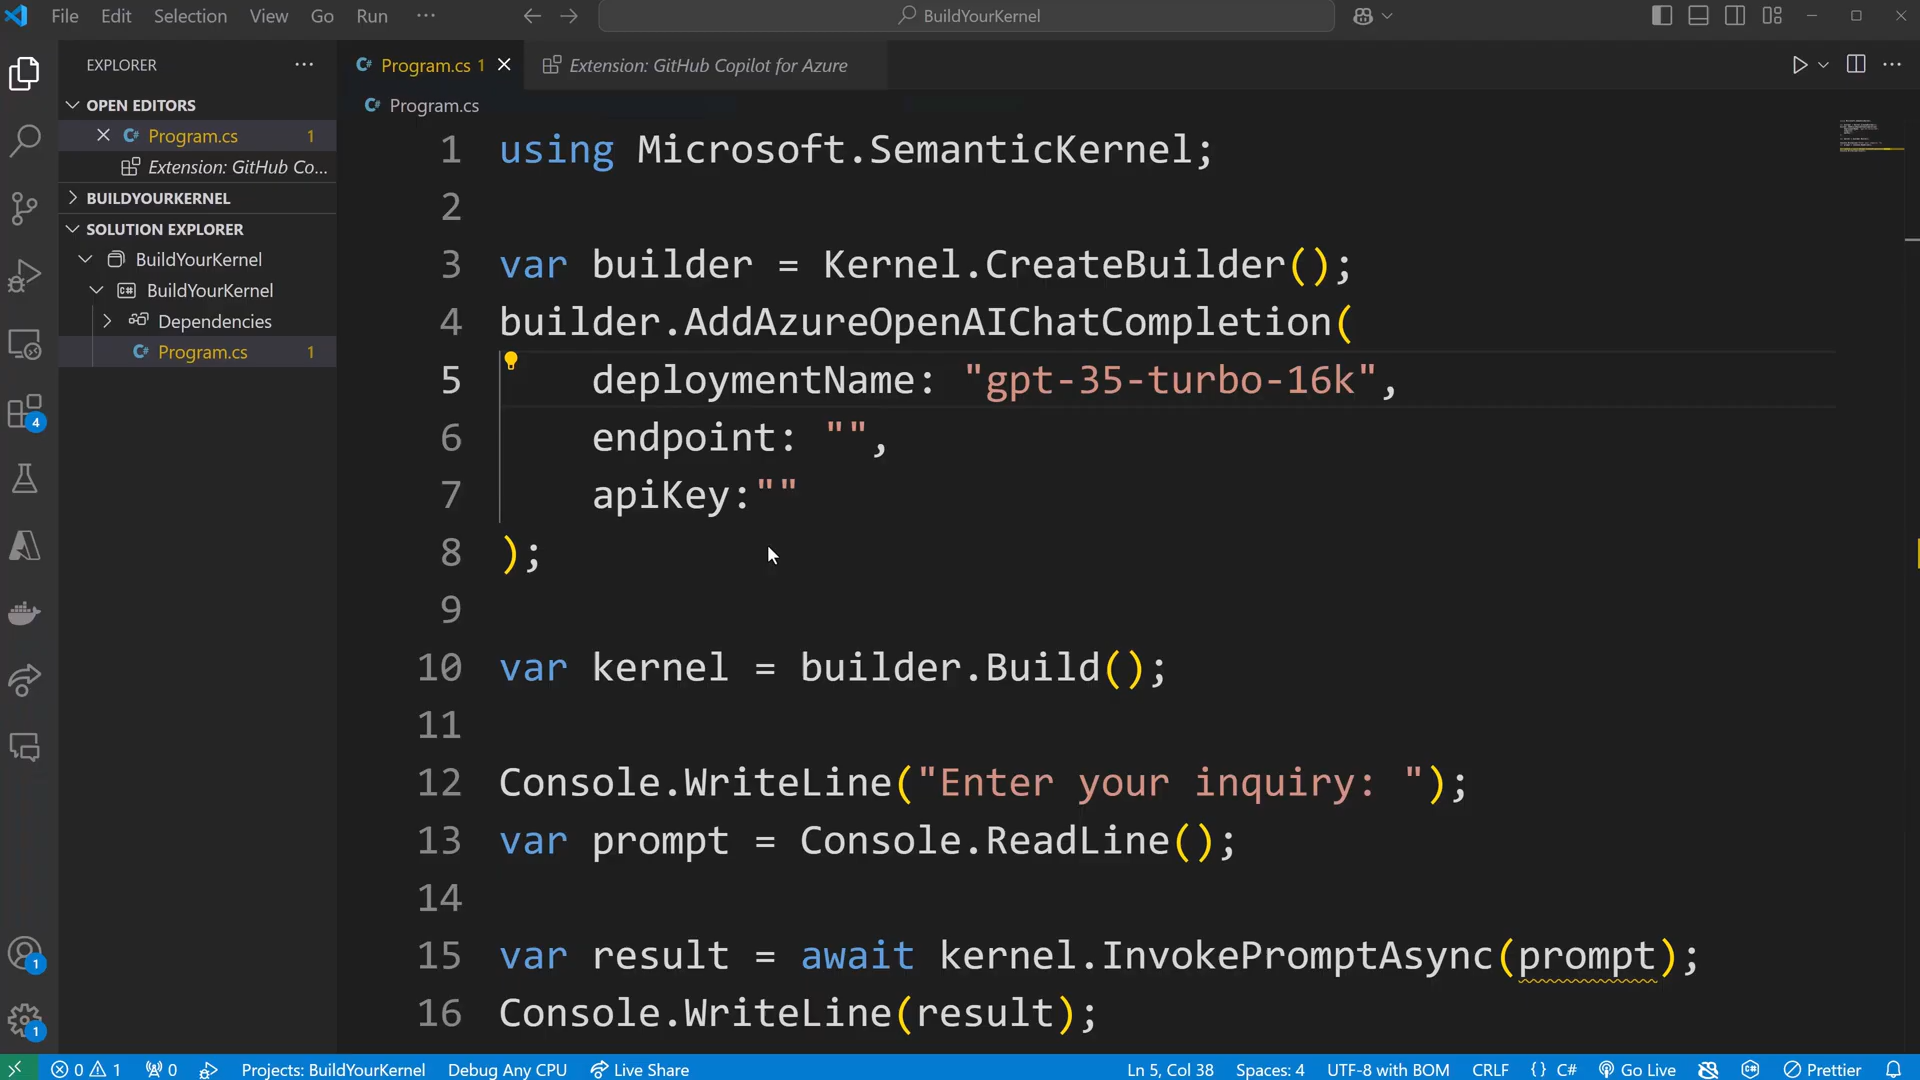 File Edit Selection View Go Run ··· BuildYourKernel
EXPLORER ···
OPEN EDITORS
Program.cs 1
Extension: GitHub Co...
BUILDYOURKERNEL
SOLUTION EXPLORER
BuildYourKernel
BuildYourKernel
Dependencies
Program.cs 1
4
1
1
Program.cs 1 Extension: GitHub Copilot for Azure
Program.cs
1 using Microsoft.SemanticKernel;
2
3 var builder = Kernel.CreateBuilder();
4 builder.AddAzureOpenAIChatCompletion(
5 deploymentName: "gpt-35-turbo-16k",
6 endpoint: "",
7 apiKey:""
8 );
9
10 var kernel = builder.Build();
11
12 Console.WriteLine("Enter your inquiry: ");
13 var prompt = Console.ReadLine();
14
15 var result = await kernel.InvokePromptAsync(prompt);
16 Console.WriteLine(result);
0 1 0 Projects: BuildYourKernel Debug Any CPU Live Share Ln 5, Col 38 Spaces: 4 UTF-8 with BOM CRLF {} C# Go Live Prettier